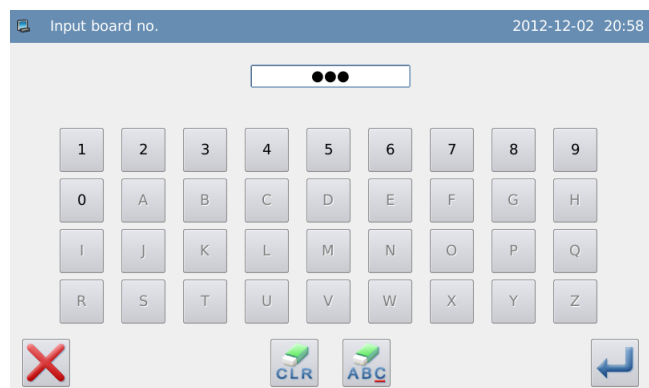 Input board no. 2012-12-02 20:58
●●●
1 2 3 4 5 6 7 8 9
0 A B C D E F G H
I J K L M N O P Q
R S T U V W X Y Z
CLR ABC